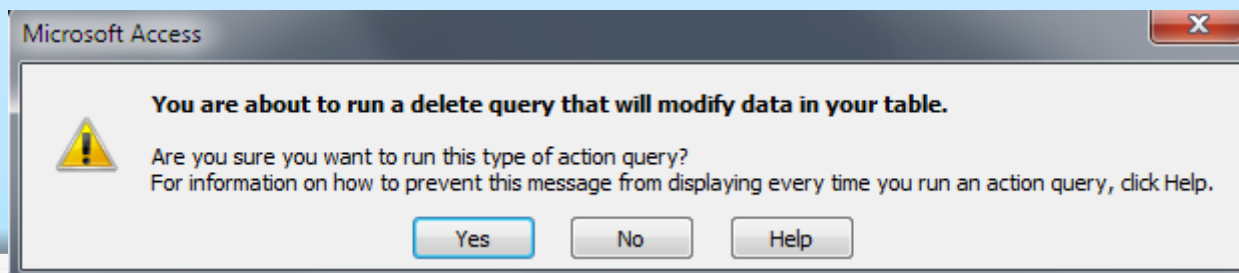 Microsoft Access
You are about to run a delete query that will modify data in your table.
Are you sure you want to run this type of action query?
For information on how to prevent this message from displaying every time you run an action query, click Help.
Yes No Help